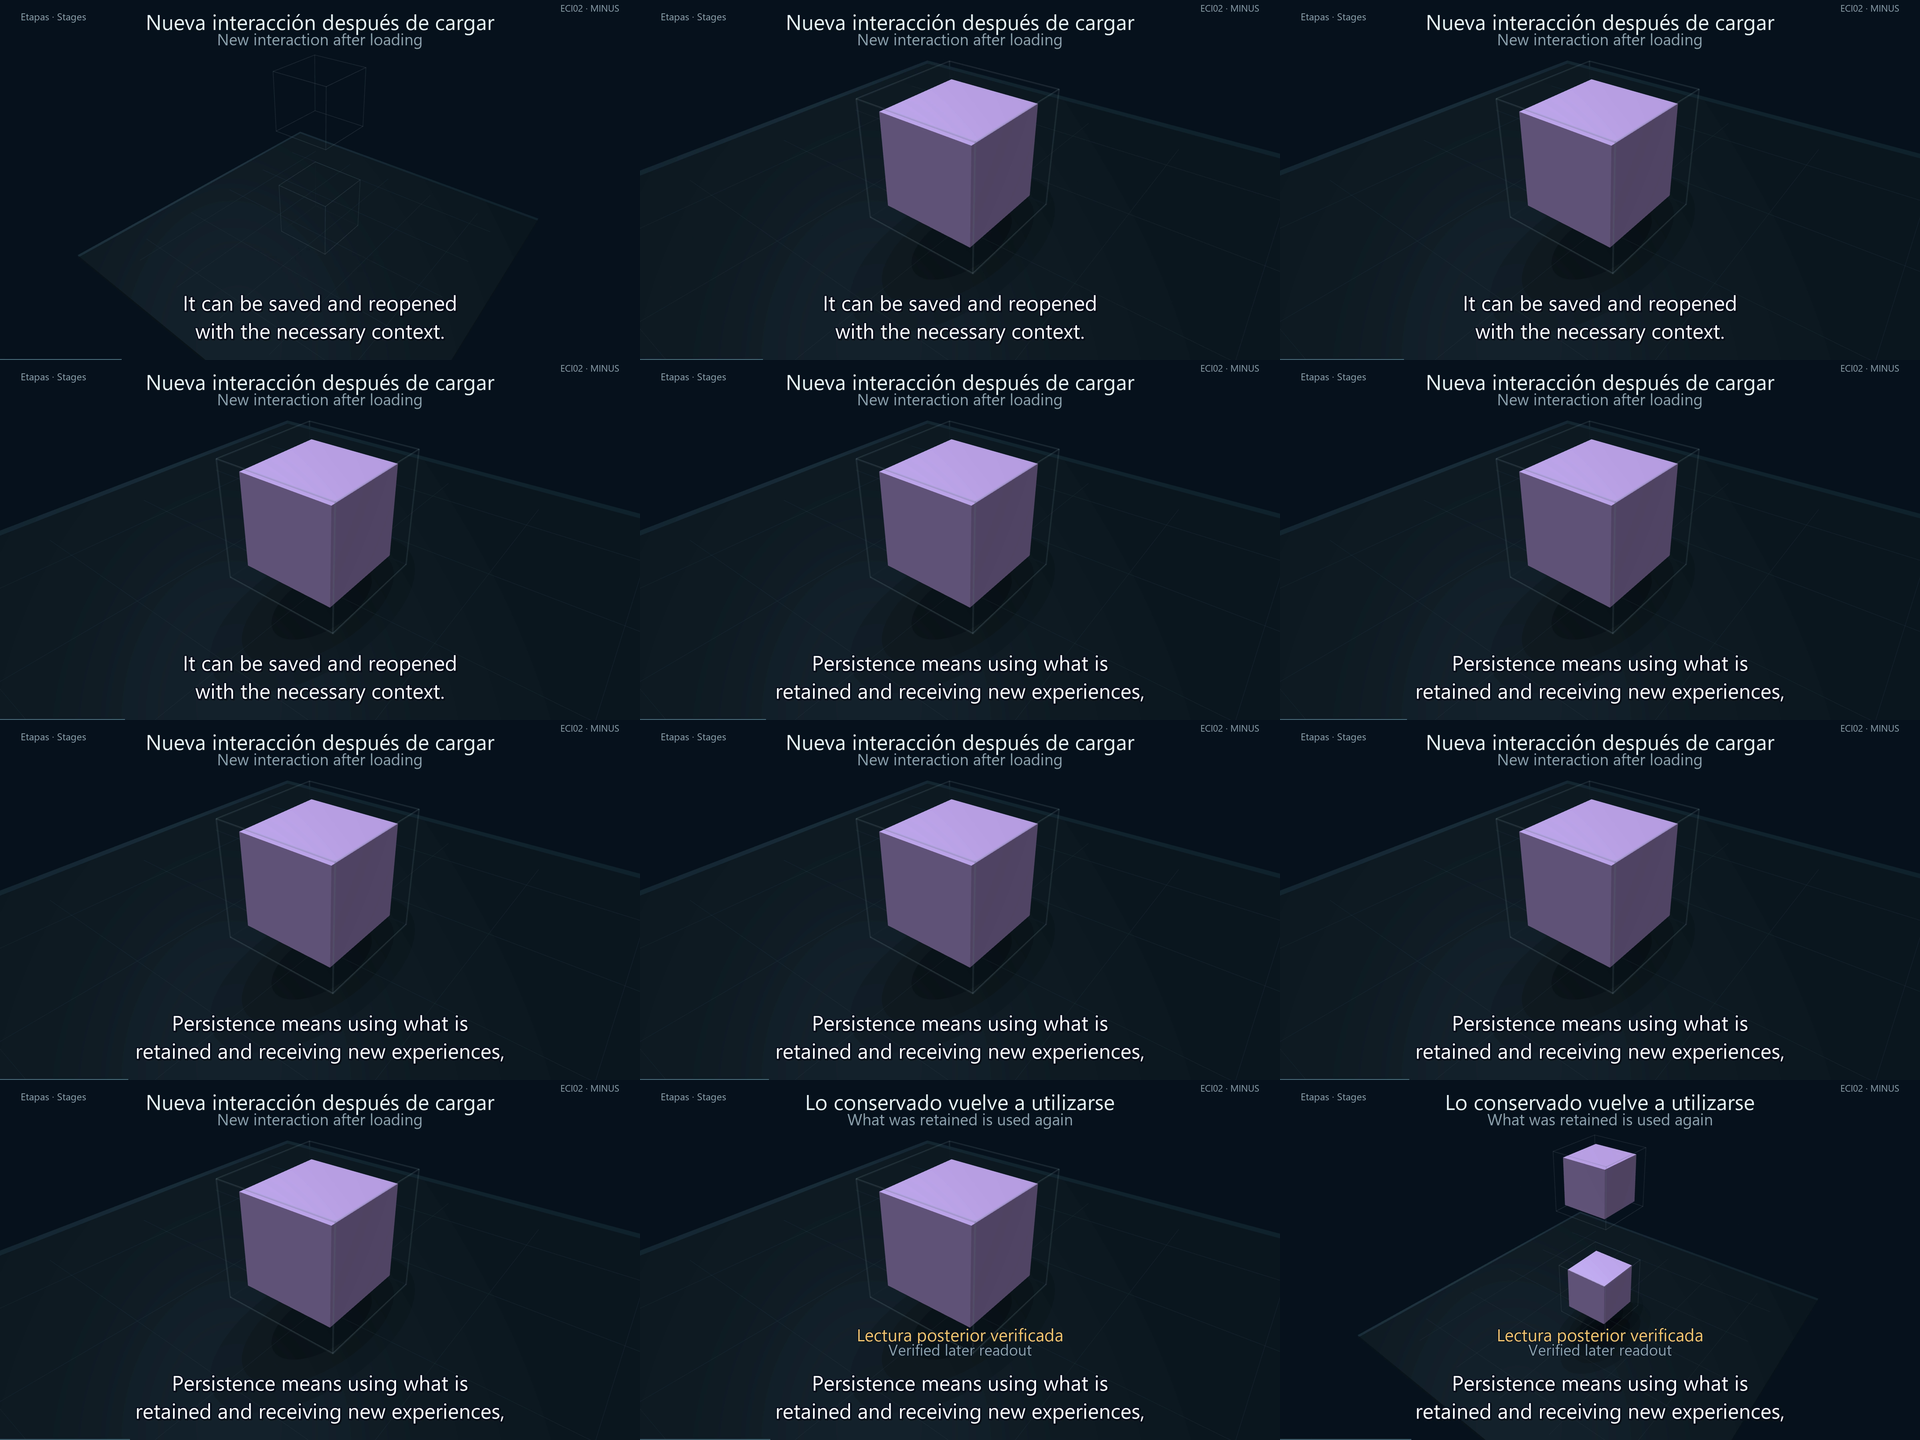 Etapas · Stages
Nueva interacción después de cargar
ECI02 · MINUS
New interaction after loading
It can be saved and reopened
with the necessary context.
Etapas · Stages
Nueva interacción después de cargar
ECI02 · MINUS
New interaction after loading
It can be saved and reopened
with the necessary context.
Etapas · Stages
Nueva interacción después de cargar
ECI02 · MINUS
New interaction after loading
It can be saved and reopened
with the necessary context.
Etapas · Stages
Nueva interacción después de cargar
ECI02 · MINUS
New interaction after loading
It can be saved and reopened
with the necessary context.
Etapas · Stages
Nueva interacción después de cargar
ECI02 · MINUS
New interaction after loading
Persistence means using what is
retained and receiving new experiences,
Etapas · Stages
Nueva interacción después de cargar
ECI02 · MINUS
New interaction after loading
Persistence means using what is
retained and receiving new experiences,
Etapas · Stages
Nueva interacción después de cargar
ECI02 · MINUS
New interaction after loading
Persistence means using what is
retained and receiving new experiences,
Etapas · Stages
Nueva interacción después de cargar
ECI02 · MINUS
New interaction after loading
Persistence means using what is
retained and receiving new experiences,
Etapas · Stages
Nueva interacción después de cargar
ECI02 · MINUS
New interaction after loading
Persistence means using what is
retained and receiving new experiences,
Etapas · Stages
Nueva interacción después de cargar
ECI02 · MINUS
New interaction after loading
Persistence means using what is
retained and receiving new experiences,
Etapas · Stages
Lo conservado vuelve a utilizarse
ECI02 · MINUS
What was retained is used again
Lectura posterior verificada
Verified later readout
Persistence means using what is
retained and receiving new experiences,
Etapas · Stages
Lo conservado vuelve a utilizarse
ECI02 · MINUS
What was retained is used again
Lectura posterior verificada
Verified later readout
Persistence means using what is
retained and receiving new experiences,